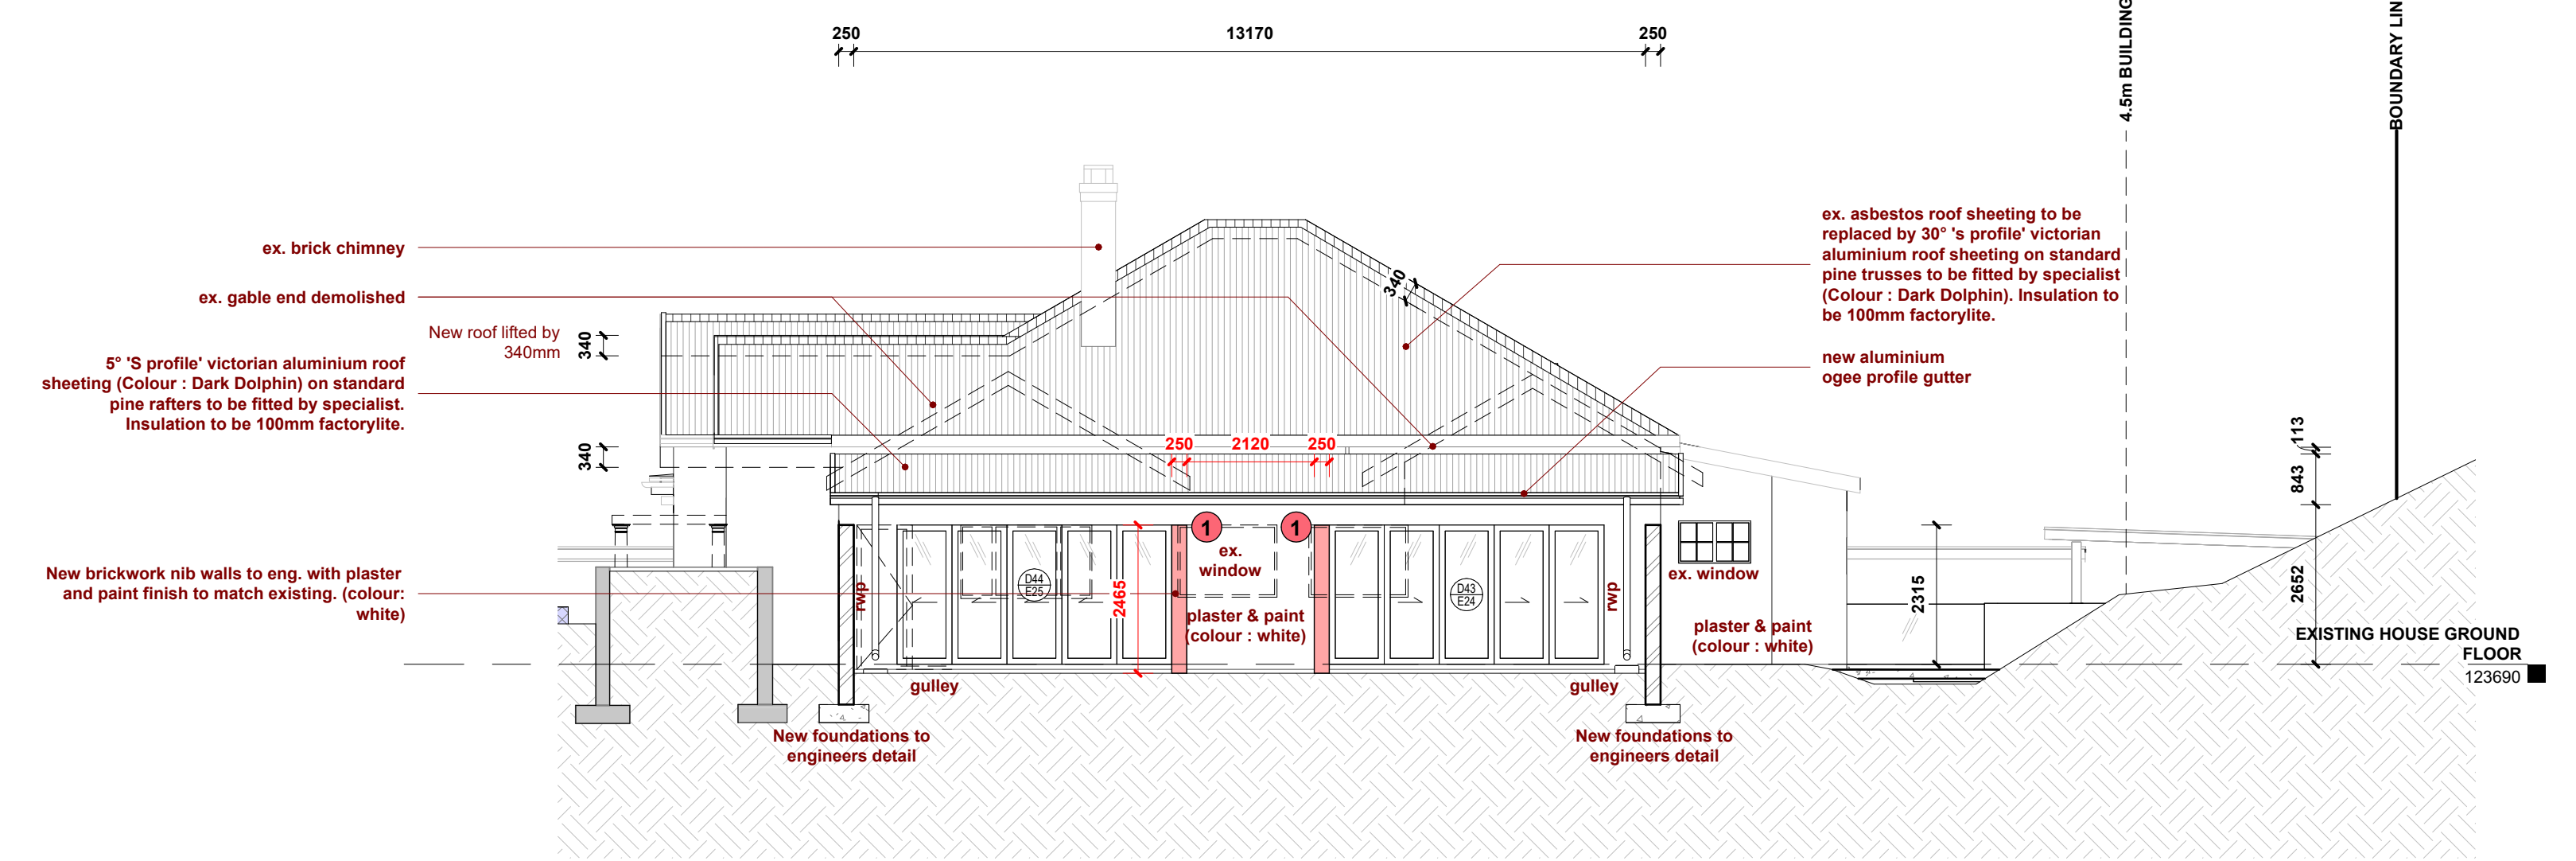 250
13170
250
4.5m BUILDING
BOUNDARY LIN
ex. brick chimney
ex. gable end demolished
New roof lifted by
340mm
340
5° 'S profile' victorian aluminium roof
sheeting (Colour : Dark Dolphin) on standard
pine rafters to be fitted by specialist.
Insulation to be 100mm factorylite.
340
New brickwork nib walls to eng. with plaster
and paint finish to match existing. (colour:
white)
340
ex. asbestos roof sheeting to be
replaced by 30° 's profile' victorian
aluminium roof sheeting on standard
pine trusses to be fitted by specialist
(Colour : Dark Dolphin). Insulation to
be 100mm factorylite.
new aluminium
ogee profile gutter
250
2120
250
1
1
ex.
window
plaster & paint
(colour : white)
rwp
D44
E25
2465
D43
E24
rwp
ex. window
plaster & paint
(colour : white)
2315
113
843
2652
EXISTING HOUSE GROUND
FLOOR
123690
gulley
gulley
New foundations to
engineers detail
New foundations to
engineers detail